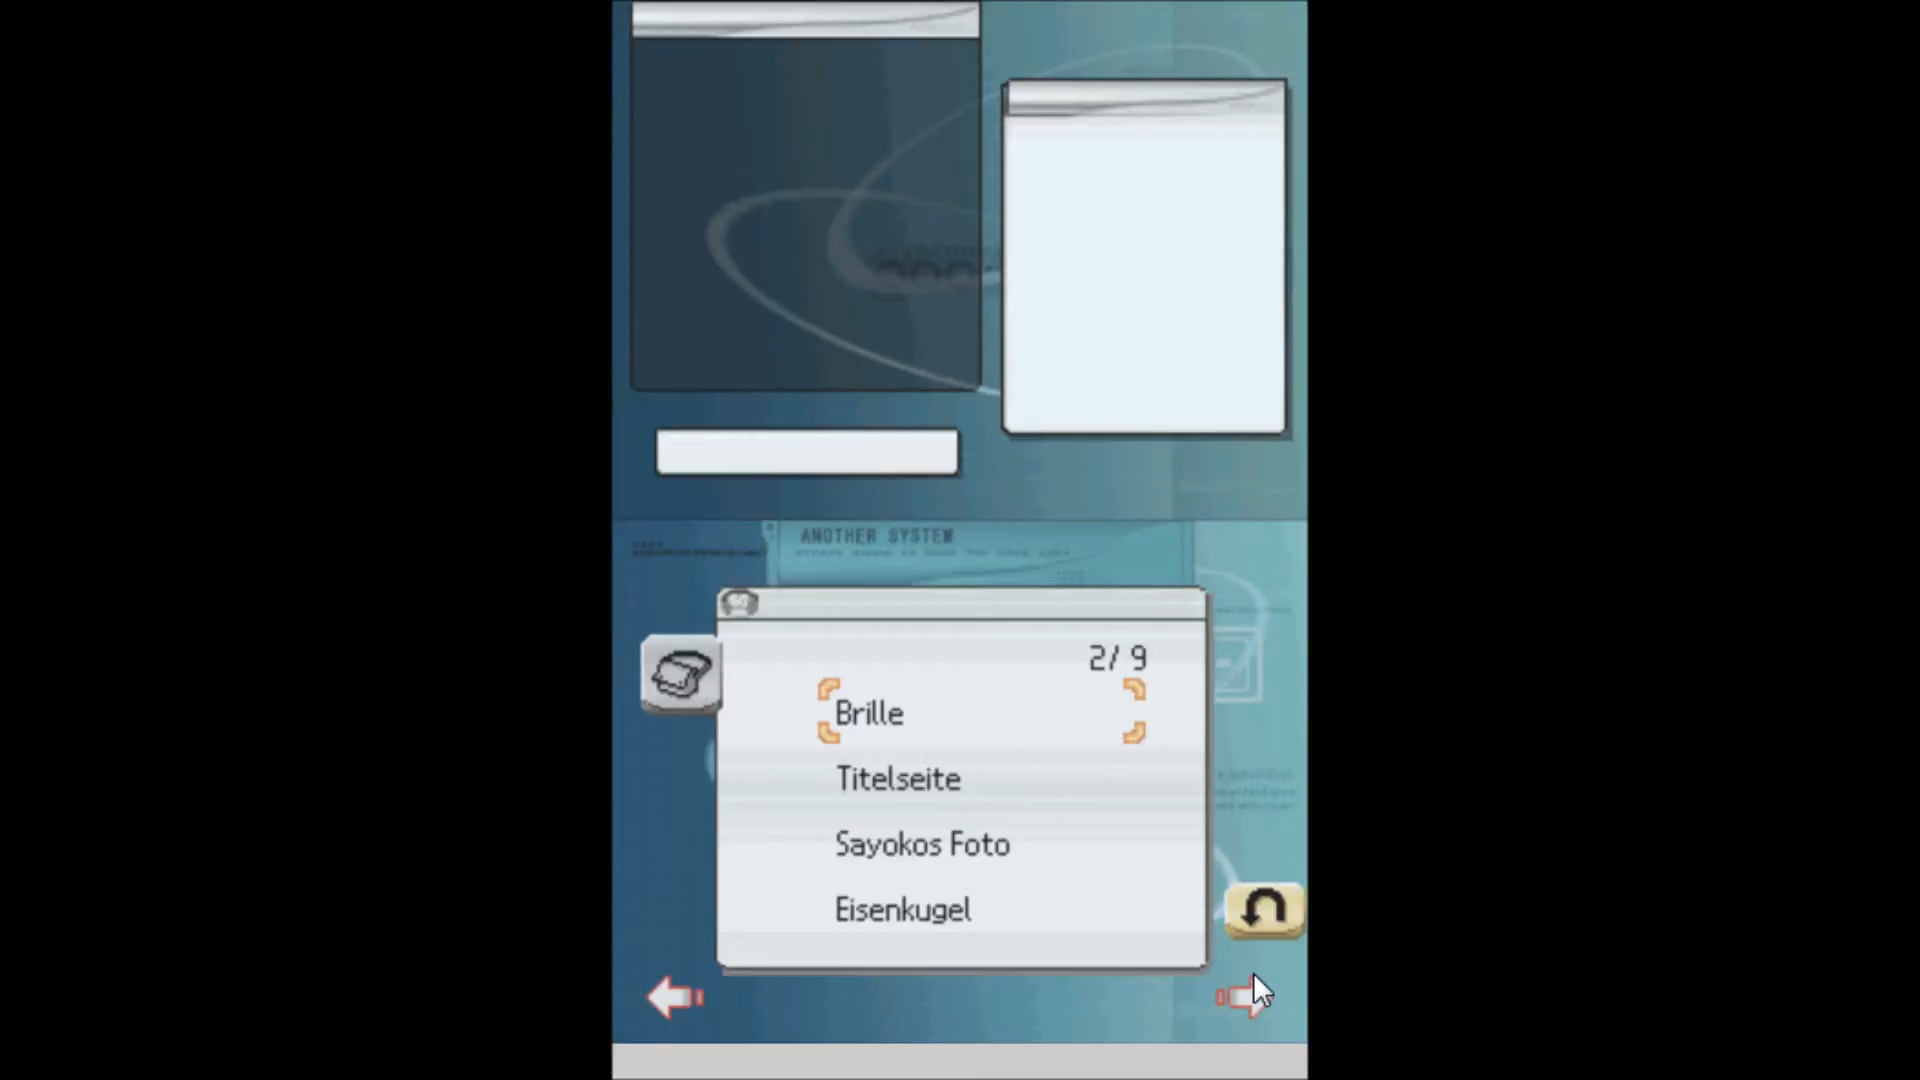 ANOTHER SYSTEM
2/ 9
Brille
Titelseite
Sayokos Foto
Eisenkugel